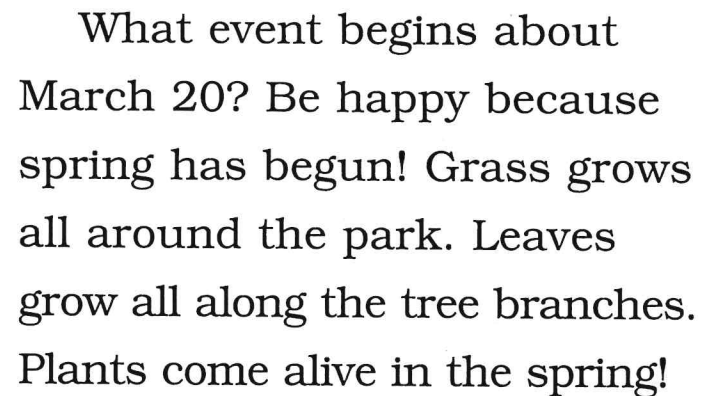 What event begins about
March 20? Be happy because
spring has begun! Grass grows
all around the park. Leaves
grow all along the tree branches.
Plants come alive in the spring!